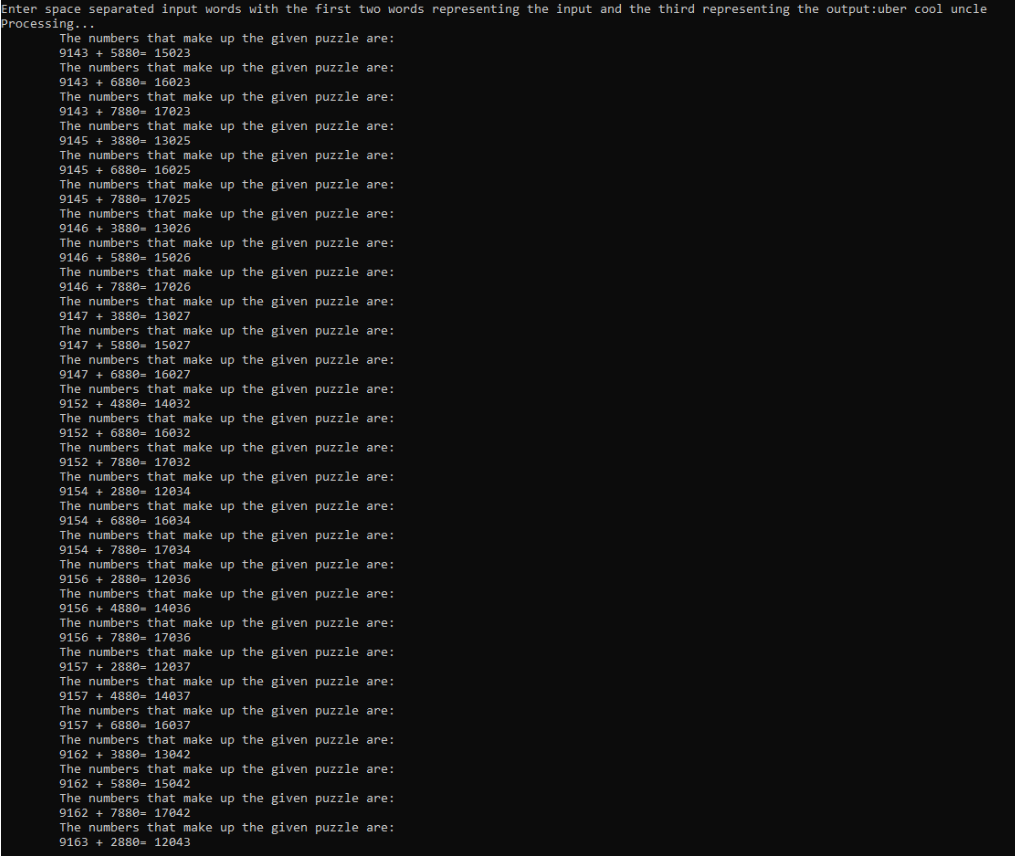 Enter space separated input words with the first two words representing the input and the third representing the output:uber cool uncle
Processing...
The numbers that make up the given puzzle are:
9143 + 5880= 15023
The numbers that make up the given puzzle are:
9143 + 6880= 16023
The numbers that make up the given puzzle are:
9143 + 7880= 17023
The numbers that make up the given puzzle are:
9145 + 3880= 13025
The numbers that make up the given puzzle are:
9145 + 6880= 16025
The numbers that make up the given puzzle are:
9145 + 7880= 17025
The numbers that make up the given puzzle are:
9146 + 3880= 13026
The numbers that make up the given puzzle are:
9146 + 5880= 15026
The numbers that make up the given puzzle are:
9146 + 7880= 17026
The numbers that make up the given puzzle are:
9147 + 3880= 13027
The numbers that make up the given puzzle are:
9147 + 5880= 15027
The numbers that make up the given puzzle are:
9147 + 6880= 16027
The numbers that make up the given puzzle are:
9152 + 4880= 14032
The numbers that make up the given puzzle are:
9152 + 6880= 16032
The numbers that make up the given puzzle are:
9152 + 7880= 17032
The numbers that make up the given puzzle are:
9154 + 2880= 12034
The numbers that make up the given puzzle are:
9154 + 6880= 16034
The numbers that make up the given puzzle are:
9154 + 7880= 17034
The numbers that make up the given puzzle are:
9156 + 2880= 12036
The numbers that make up the given puzzle are:
9156 + 4880= 14036
The numbers that make up the given puzzle are:
9156 + 7880= 17036
The numbers that make up the given puzzle are:
9157 + 2880= 12037
The numbers that make up the given puzzle are:
9157 + 4880= 14037
The numbers that make up the given puzzle are:
9157 + 6880= 16037
The numbers that make up the given puzzle are:
9162 + 3880= 13042
The numbers that make up the given puzzle are:
9162 + 5880= 15042
The numbers that make up the given puzzle are:
9162 + 7880= 17042
The numbers that make up the given puzzle are:
9163 + 2880= 12043